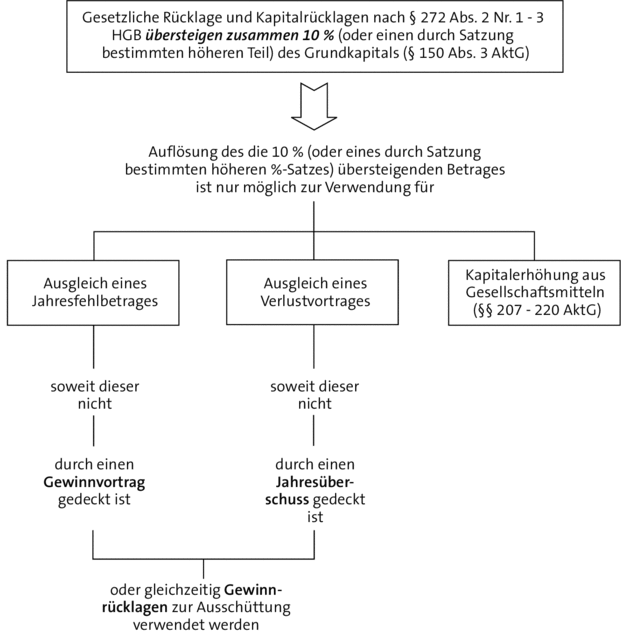 Gesetzliche Rücklage und Kapitalrücklagen nach § 272 Abs. 2 Nr. 1 - 3
HGB übersteigen zusammen 10 % (oder einen durch Satzung
bestimmten höheren Teil) des Grundkapitals (§ 150 Abs. 3 AktG)
Auflösung des die 10 % (oder eines durch Satzung
bestimmten höheren %-Satzes) übersteigenden Betrages
ist nur möglich zur Verwendung für
Ausgleich eines
Jahresfehlbetrages
soweit dieser
nicht
durch einen
Gewinnvortrag
gedeckt ist
Ausgleich eines
Verlustvortrages
soweit dieser
nicht
durch einen
Jahresüber-
schuss gedeckt
ist
Kapitalerhöhung aus
Gesellschaftsmitteln
(§§ 207 - 220 AktG)
oder gleichzeitig Gewinn-
rücklagen zur Ausschüttung
verwendet werden